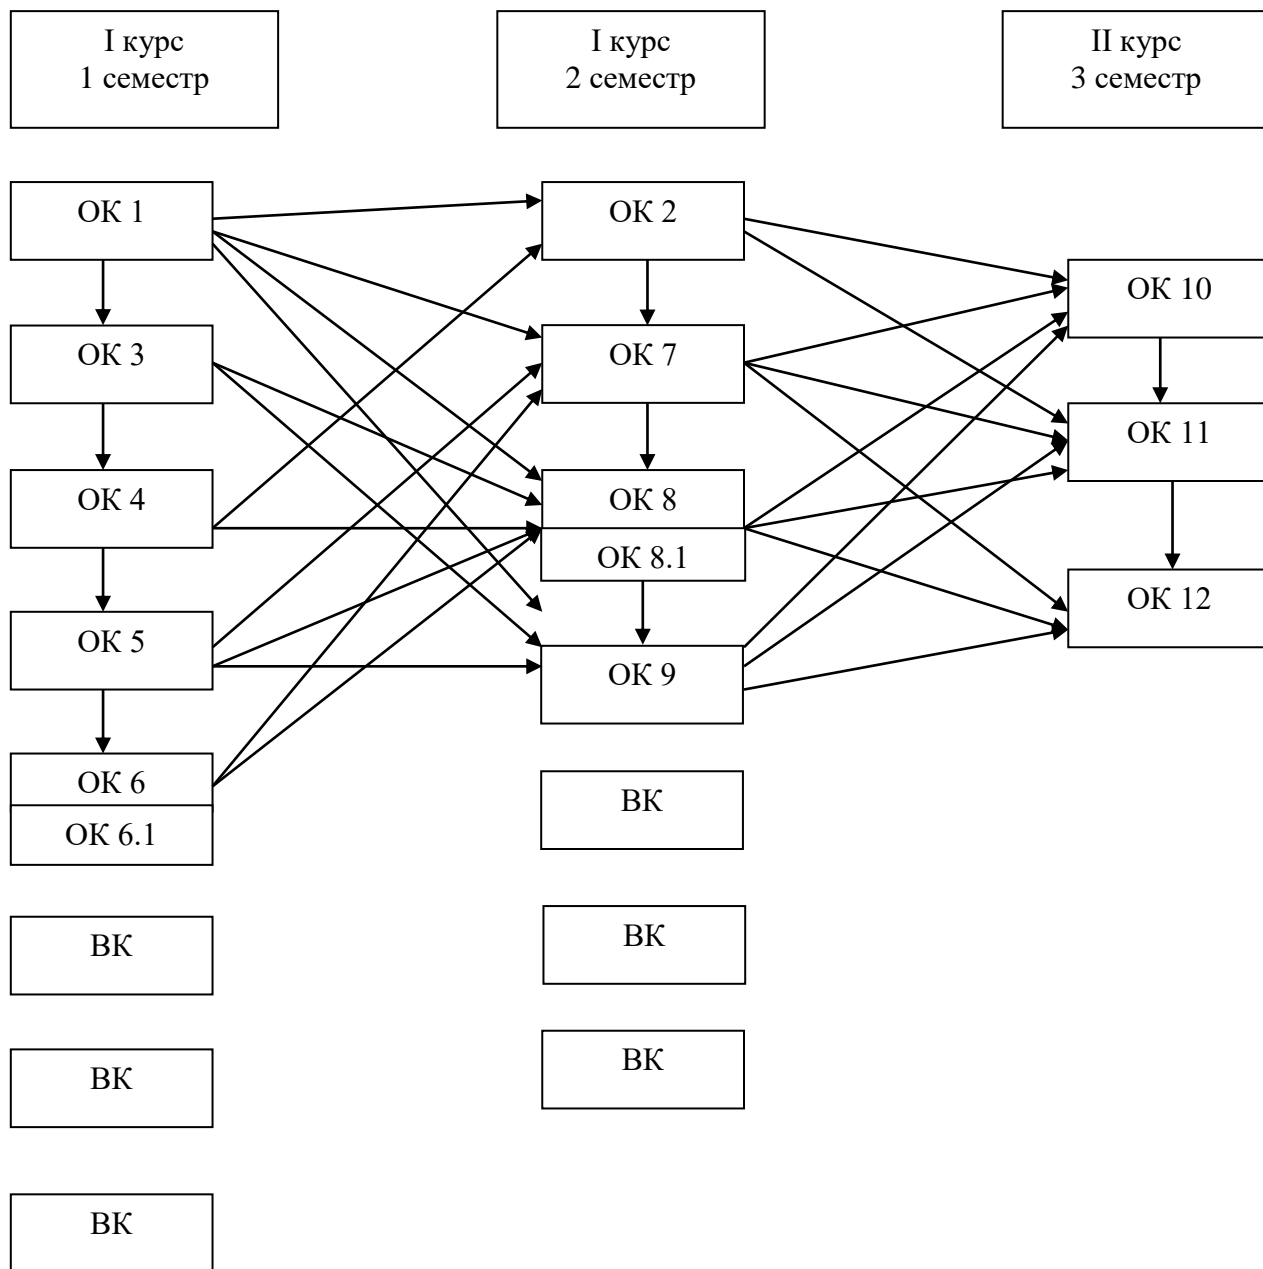 І курс
1 семестр
І курс
2 семестр
ІІ курс
3 семестр
ОК 1
ОК 3
ОК 4
ОК 5
ОК 6
ОК 6.1
ВК
ВК
ВК
ОК 2
ОК 7
ОК 8
ОК 8.1
ОК 9
ВК
ВК
ВК
ОК 10
ОК 11
ОК 12